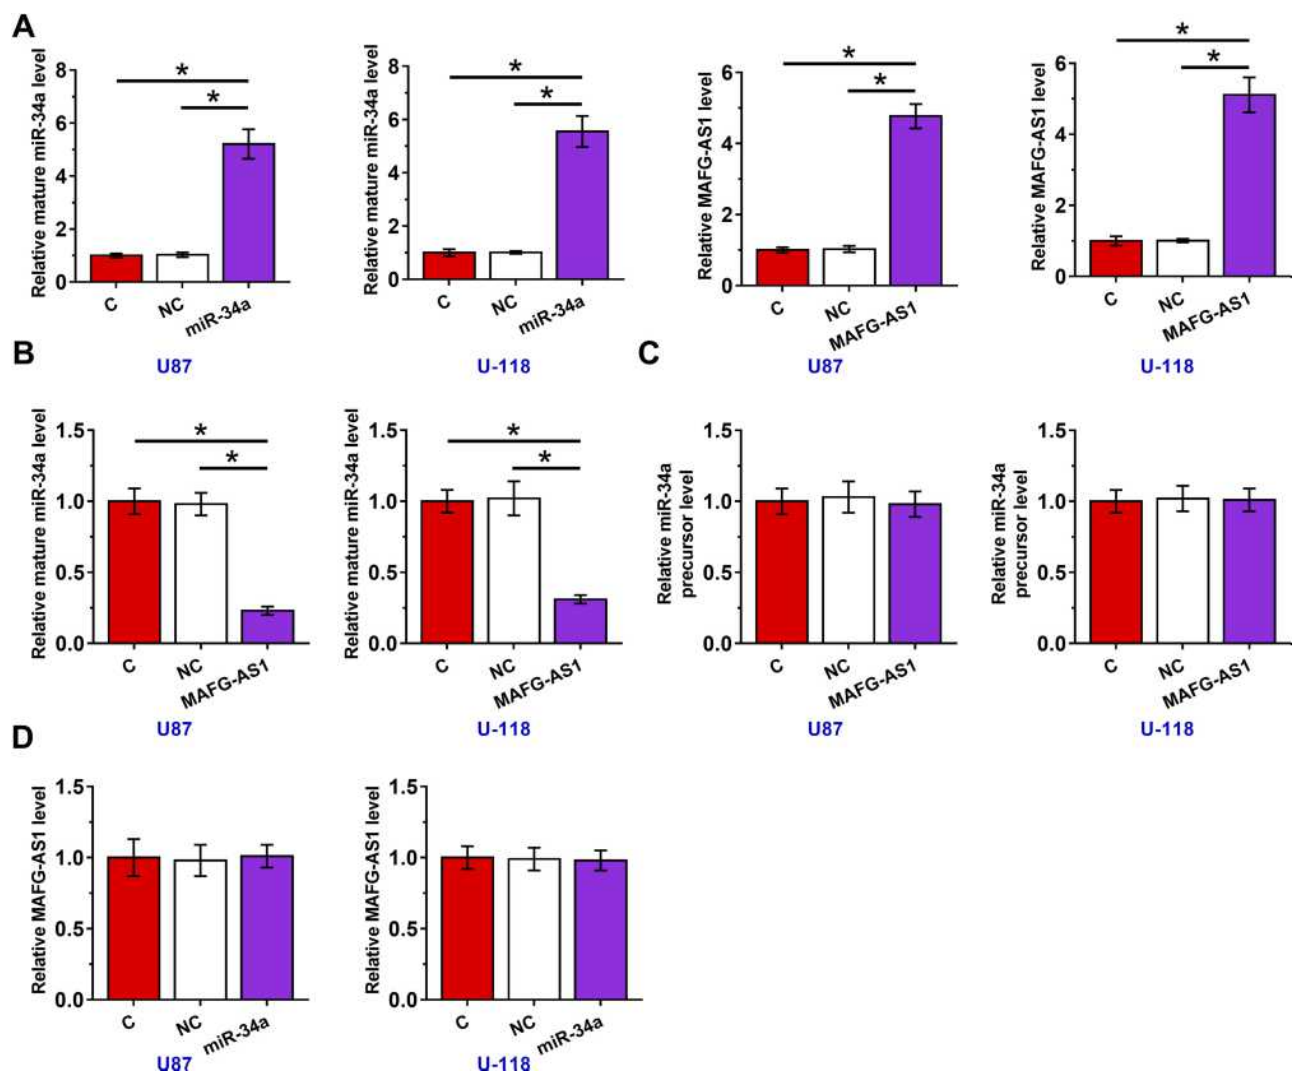 A
Relative mature miR-34a level
8
6
4
2
0
*
*
C
NC
miR-34a
U87
Relative mature miR-34a level
8
6
4
2
0
*
*
C
NC
miR-34a
U-118
Relative MAFG-AS1 level
6
4
2
0
*
*
C
NC
MAFG-AS1
U87
Relative MAFG-AS1 level
6
4
2
0
*
*
C
NC
MAFG-AS1
U-118
B
Relative mature miR-34a level
1.5
1.0
0.5
0.0
*
*
C
NC
MAFG-AS1
U87
Relative mature miR-34a level
1.5
1.0
0.5
0.0
*
*
C
NC
MAFG-AS1
U-118
C
Relative miR-34a
precursor level
1.5
1.0
0.5
0.0
C
NC
MAFG-AS1
U87
Relative miR-34a
precursor level
1.5
1.0
0.5
0.0
C
NC
MAFG-AS1
U-118
D
Relative MAFG-AS1 level
1.5
1.0
0.5
0.0
C
NC
miR-34a
U87
Relative MAFG-AS1 level
1.5
1.0
0.5
0.0
C
NC
miR-34a
U-118